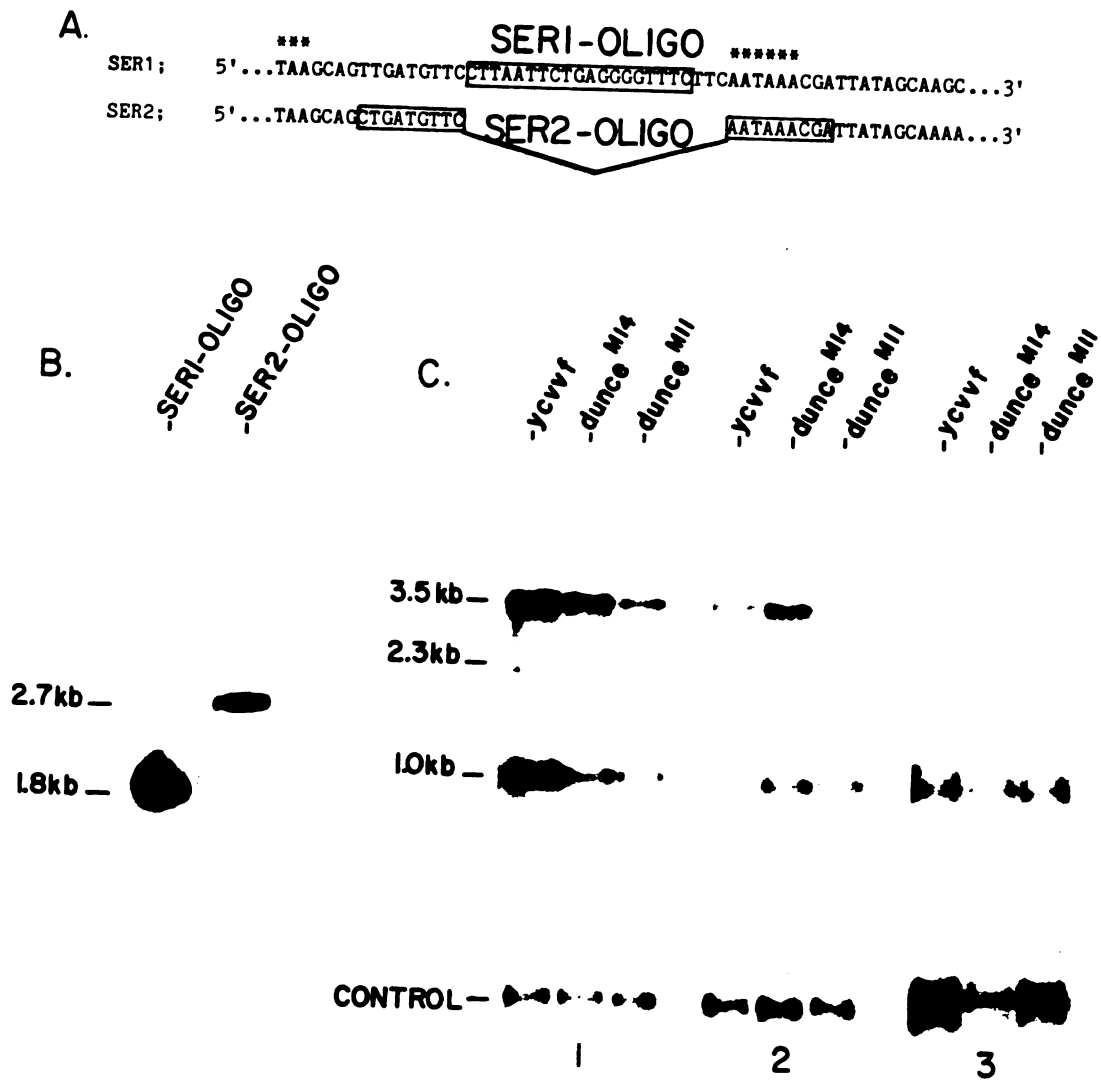 A.
*** SER1-OLIGO ******
SER1; 5'...TAAGCAGTTGATGTTCCTTAATTCTGAGGGGTTTCTTCAATAAACGATTATAGCAAGC...3'
SER2; 5'...TAAGCAGCTGATGTTC SER2-OLIGO AATAAACGATTATAGCAAAA...3'
B.
-SER1-OLIGO
-SER2-OLIGO
2.7kb
1.8kb
C.
-ycvvf
-dunce M14
-dunce M11
-ycvvf
-dunce M14
-dunce M11
-ycvvf
-dunce M14
-dunce M11
3.5kb
2.3kb
1.0kb
CONTROL
1 2 3